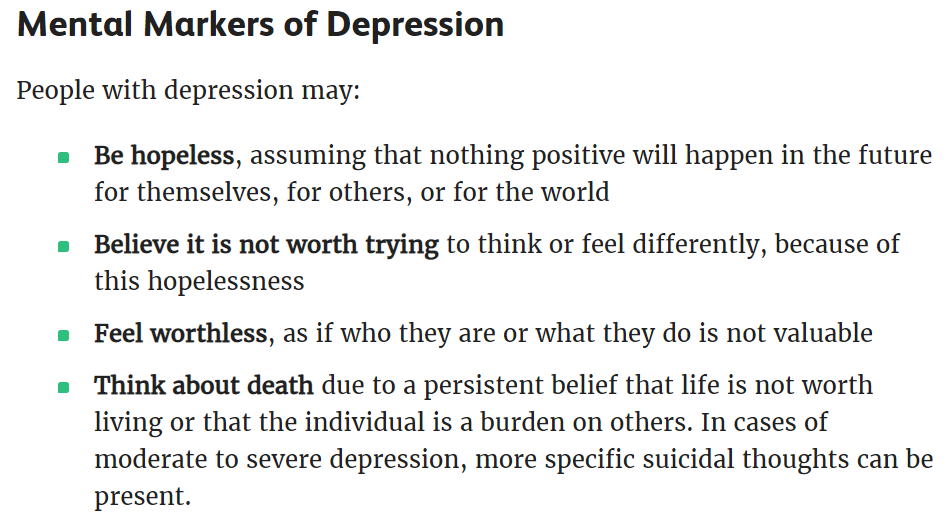 Mental Markers of Depression
People with depression may:
Be hopeless, assuming that nothing positive will happen in the future
for themselves, for others, or for the world
Believe it is not worth trying to think or feel differently, because of
this hopelessness
Feel worthless, as if who they are or what they do is not valuable
Think about death due to a persistent belief that life is not worth
living or that the individual is a burden on others. In cases of
moderate to severe depression, more specific suicidal thoughts can be
present.